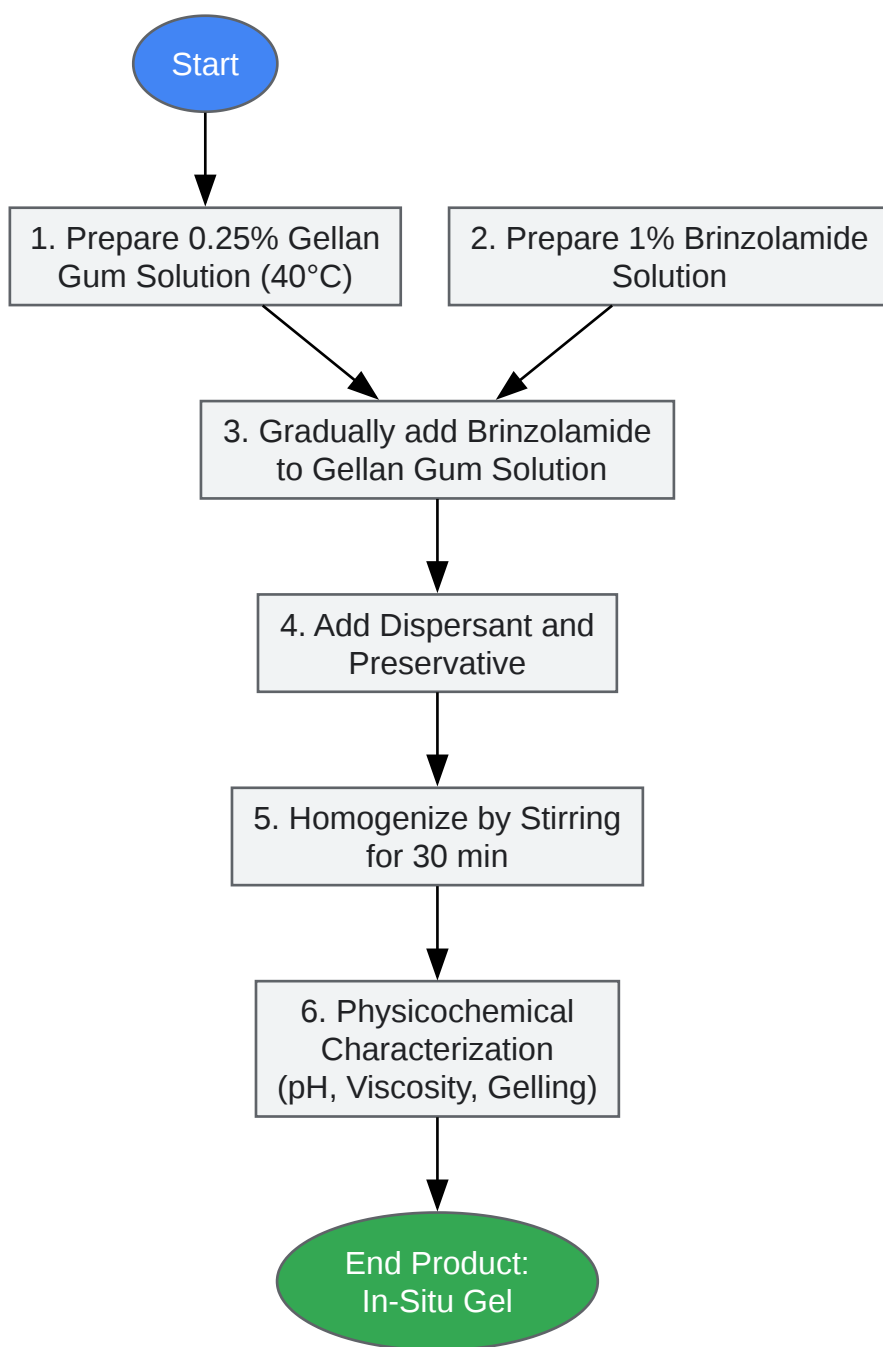 Start
1. Prepare 0.25% Gellan
Gum Solution (40°C)
2. Prepare 1% Brinzolamide
Solution
3. Gradually add Brinzolamide
to Gellan Gum Solution
4. Add Dispersant and
Preservative
5. Homogenize by Stirring
for 30 min
6. Physicochemical
Characterization
(pH, Viscosity, Gelling)
End Product:
In-Situ Gel